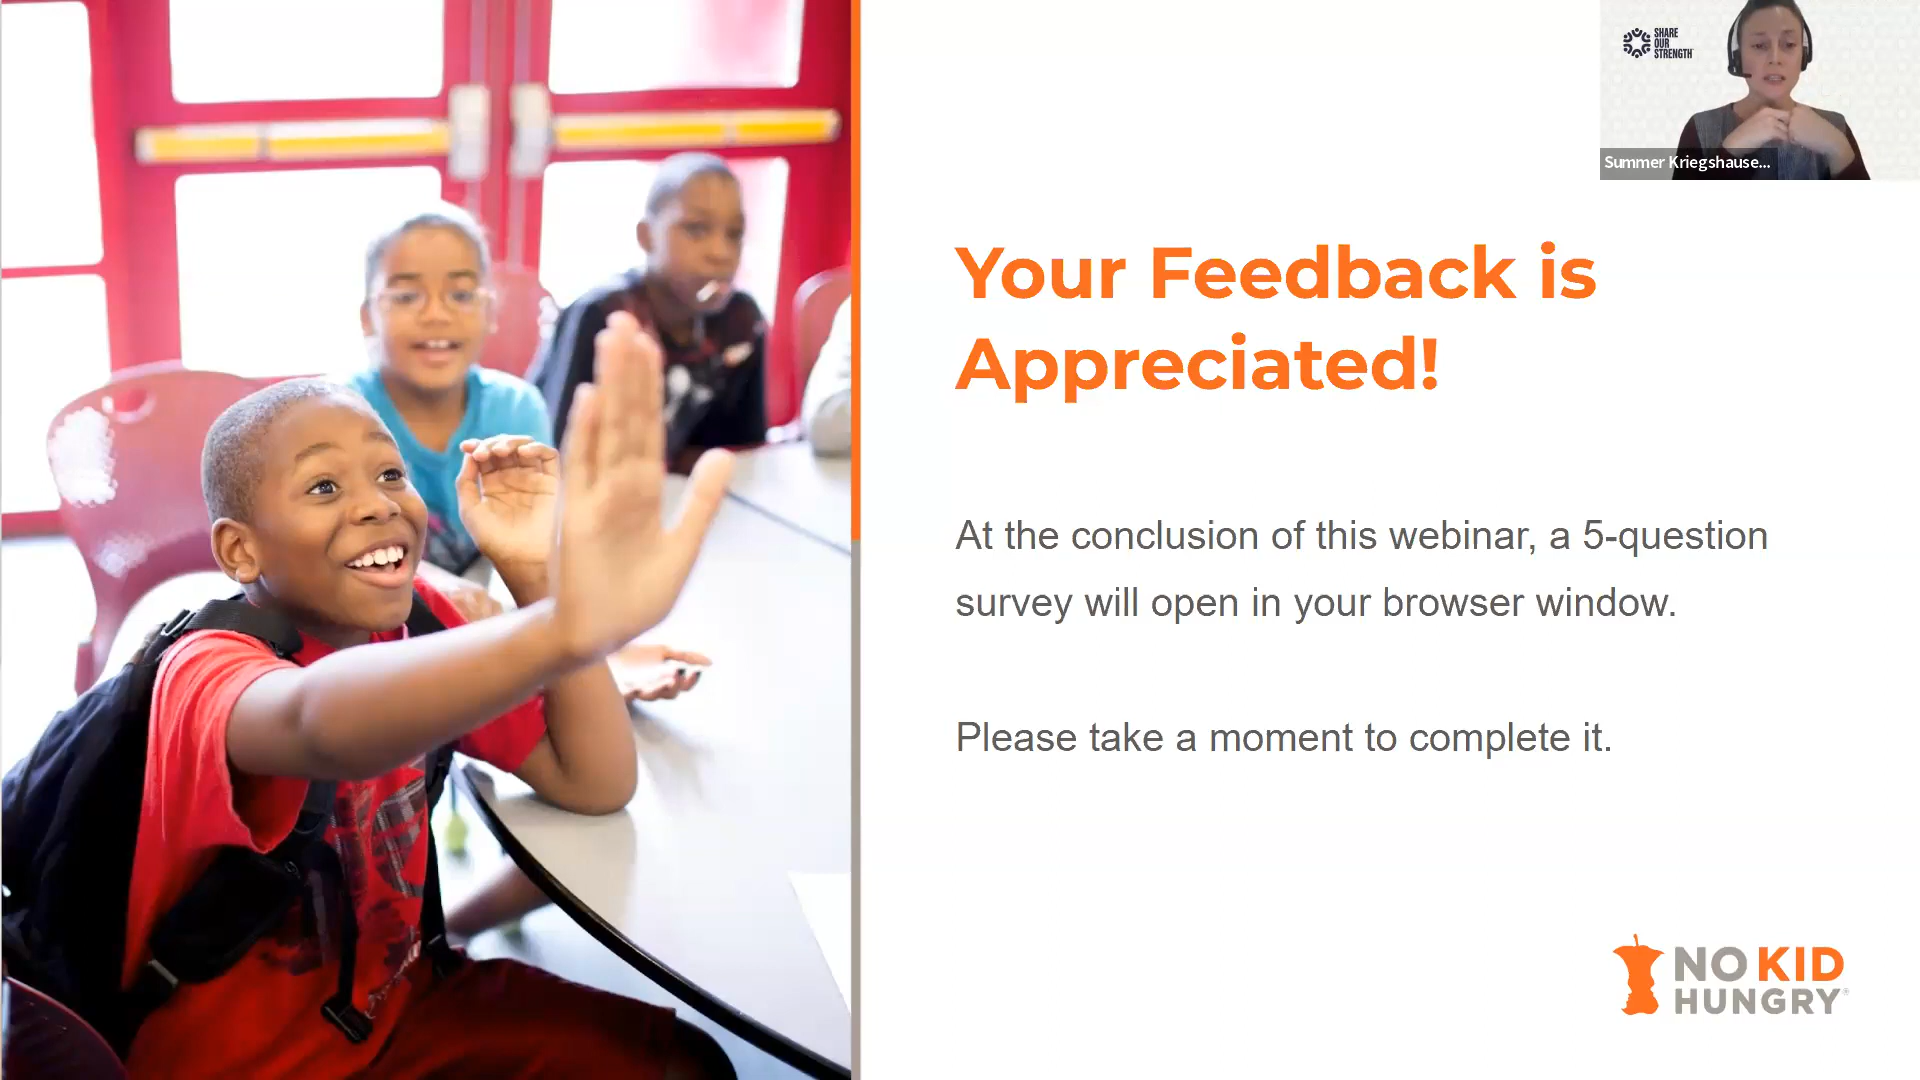 SHARE
OUR
STRENGTH
Summer Kriegshause...
Your Feedback is
Appreciated!
At the conclusion of this webinar, a 5-question
survey will open in your browser window.
Please take a moment to complete it.
NO KID
HUNGRY®